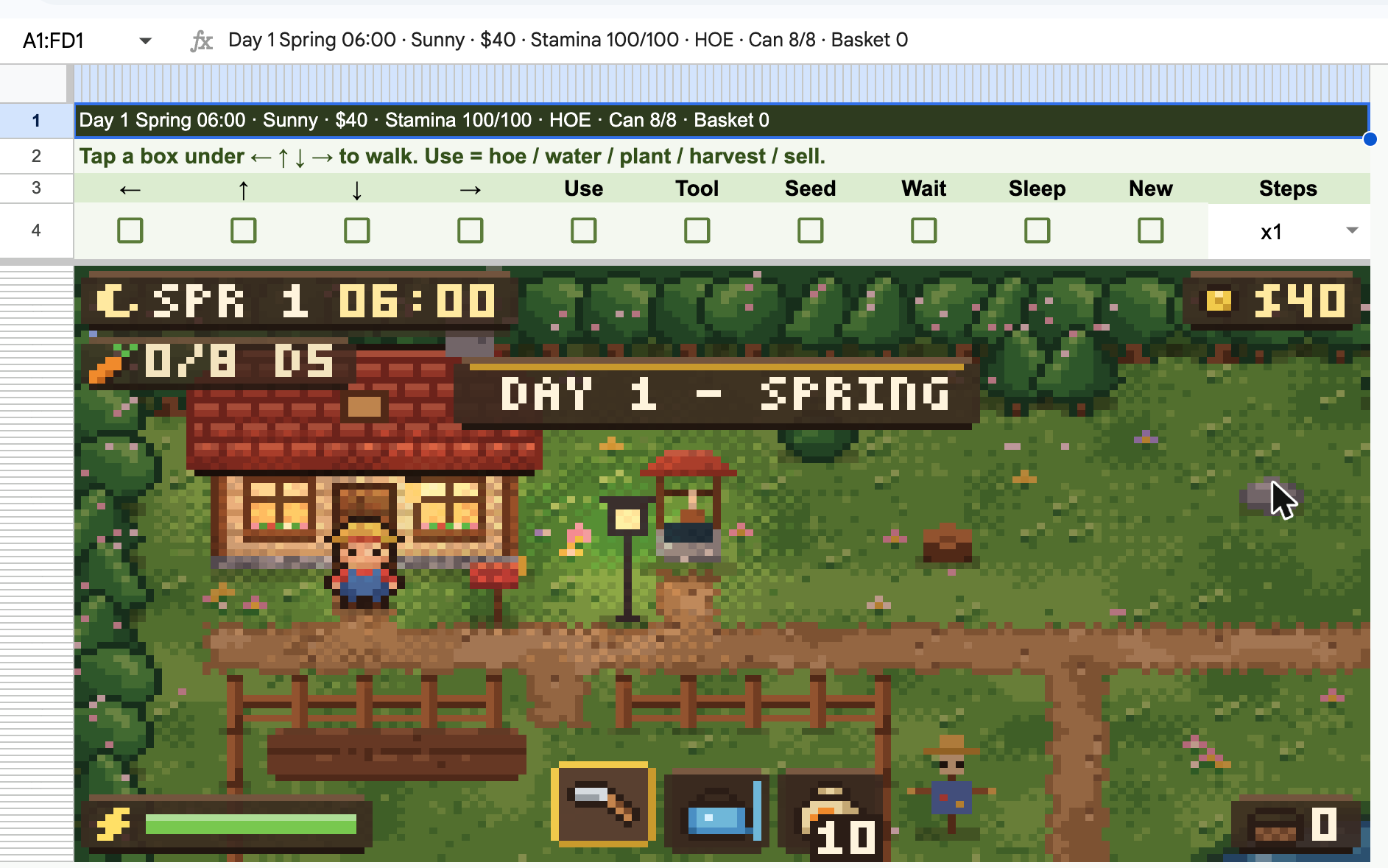 A1:FD1
fx Day 1 Spring 06:00 · Sunny · $40 · Stamina 100/100 · HOE · Can 8/8 · Basket 0
1 Day 1 Spring 06:00 · Sunny · $40 · Stamina 100/100 · HOE · Can 8/8 · Basket 0
2 Tap a box under ← ↑ ↓ → to walk. Use = hoe / water / plant / harvest / sell.
3 ← ↑ ↓ → Use Tool Seed Wait Sleep New Steps
4 x1
SPR 1 06:00 $40
0/8 D5
DAY 1 - SPRING
10 0